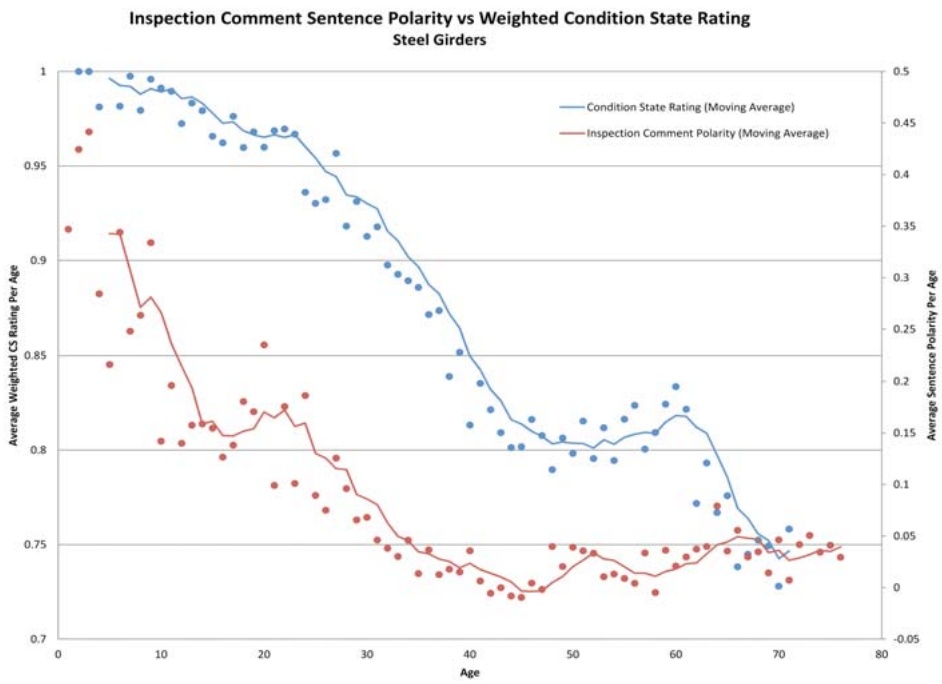 Inspection Comment Sentence Polarity vs Weighted Condition State Rating
Steel Girders
1
0.95
0.9
0.85
0.8
0.75
0.7
Average Weighted CS Rating Per Age
Condition State Rating (Moving Average)
Inspection Comment Polarity (Moving Average)
0.5
0.45
0.4
0.35
0.3
0.25
0.2
0.15
0.1
0.05
0
-0.05
Average Sentence Polarity Per Age
0 10 20 30 40 50 60 70 80
Age